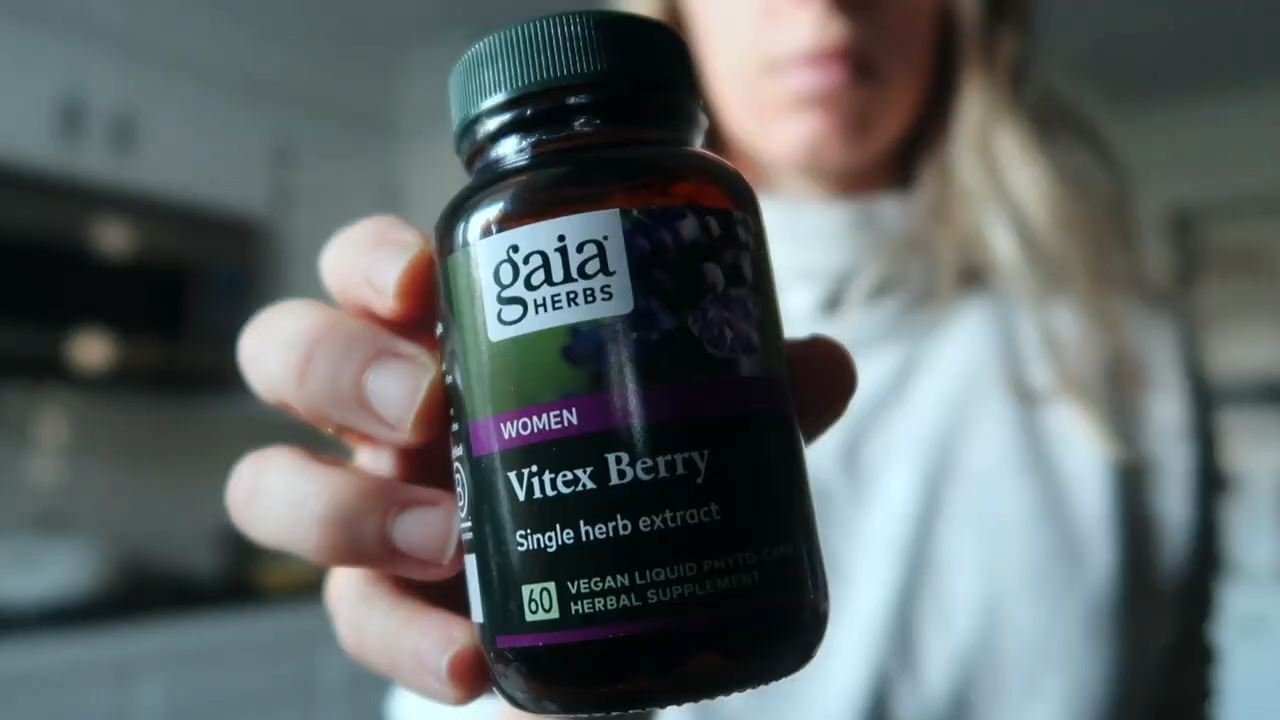 gaia
HERBS
WOMEN
Vitex Berry
Single herb extract
60
VEGAN LIQUID PHYTO-CAPS
HERBAL SUPPLEMENT